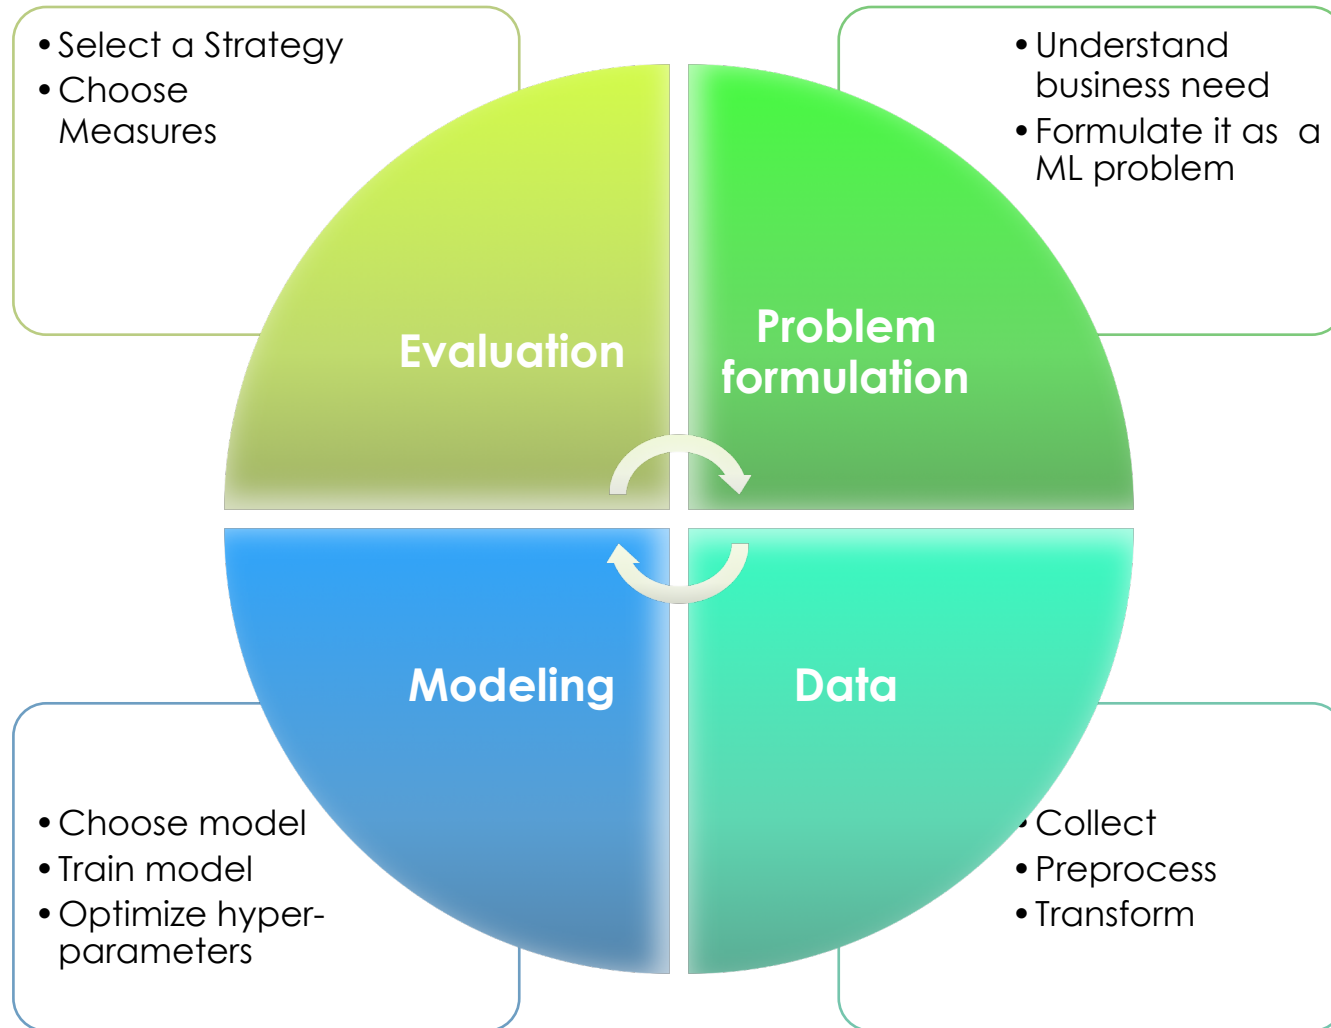 • Select a Strategy
• Choose
Measures
• Understand
business need
• Formulate it as a
ML problem
Evaluation
Problem
formulation
Modeling
Data
• Choose model
• Train model
• Optimize hyper-
parameters
• Collect
• Preprocess
• Transform